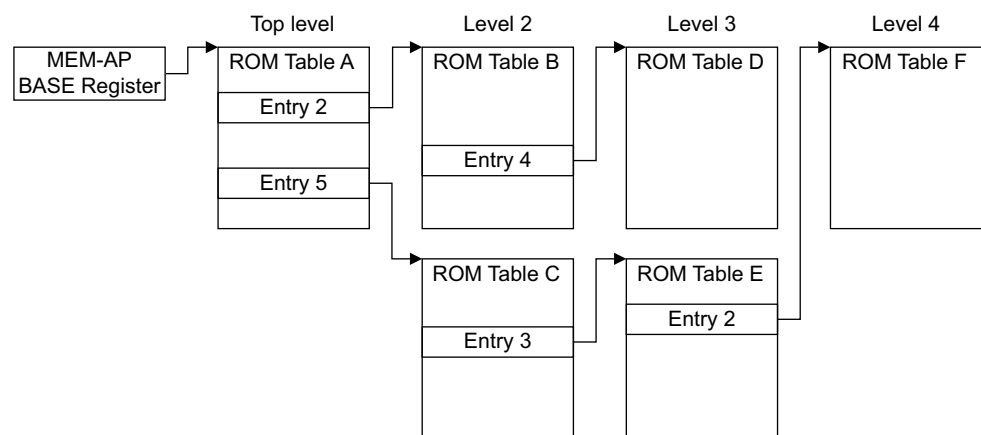 Top level
Level 2
Level 3
Level 4
MEM-AP
BASE Register
ROM Table A
Entry 2
Entry 5
ROM Table B
Entry 4
ROM Table D
ROM Table F
ROM Table C
Entry 3
ROM Table E
Entry 2